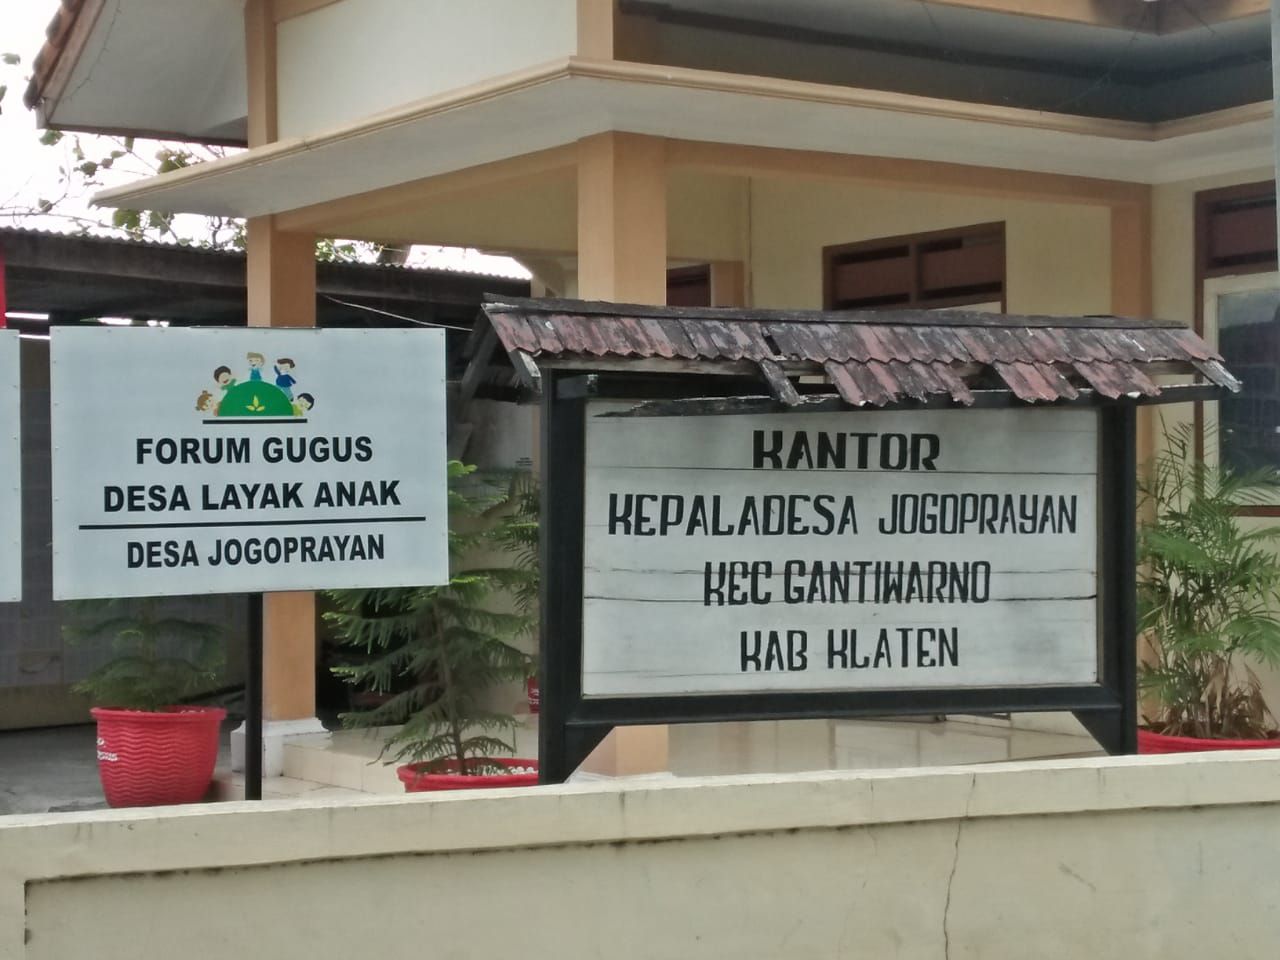 FORUM GUGUS
DESA LAYAK ANAK
DESA JOGOPRAYAN
KANTOR
KEPALADESA JOGOPRAYAN
KEC GANTIWARNO
KAB KLATEN